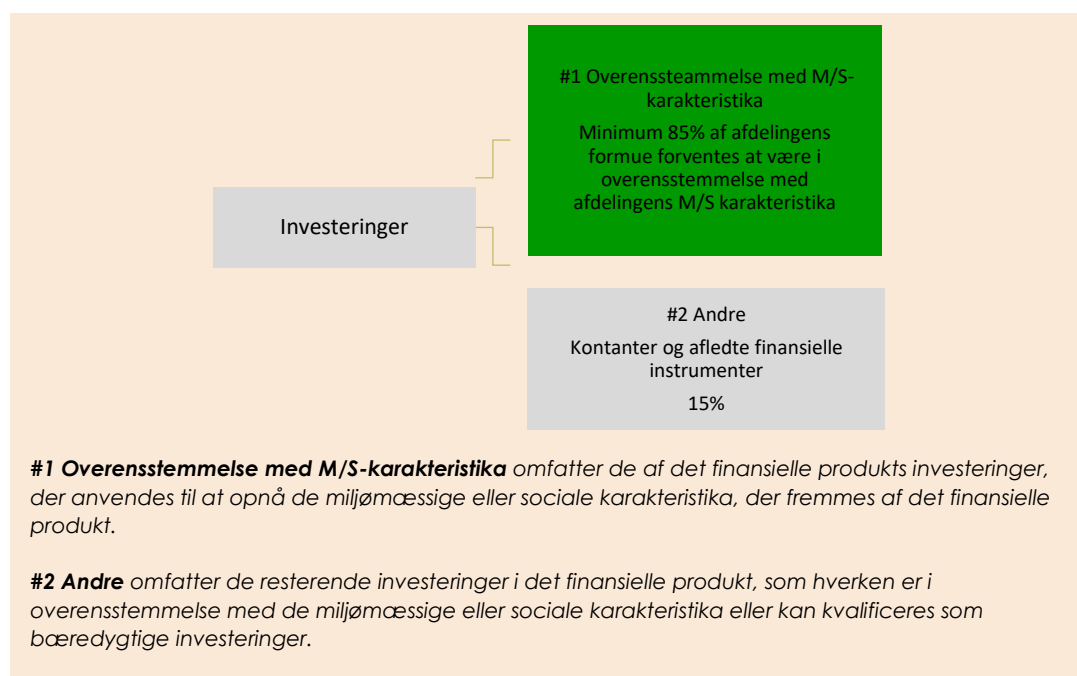 #1 Overenssteammelse med M/S-
karakteristika
Minimum 85% af afdelingens
formue forventes at være i
overensstemmelse med
afdelingens M/S karakteristika
Investeringer
#2 Andre
Kontanter og afledte finansielle
instrumenter
15%
#1 Overensstemmelse med M/S-karakteristika omfatter de af det finansielle produkts investeringer,
der anvendes til at opnå de miljømæssige eller sociale karakteristika, der fremmes af det finansielle
produkt.
#2 Andre omfatter de resterende investeringer i det finansielle produkt, som hverken er i
overensstemmelse med de miljømæssige eller sociale karakteristika eller kan kvalificeres som
bæredygtige investeringer.